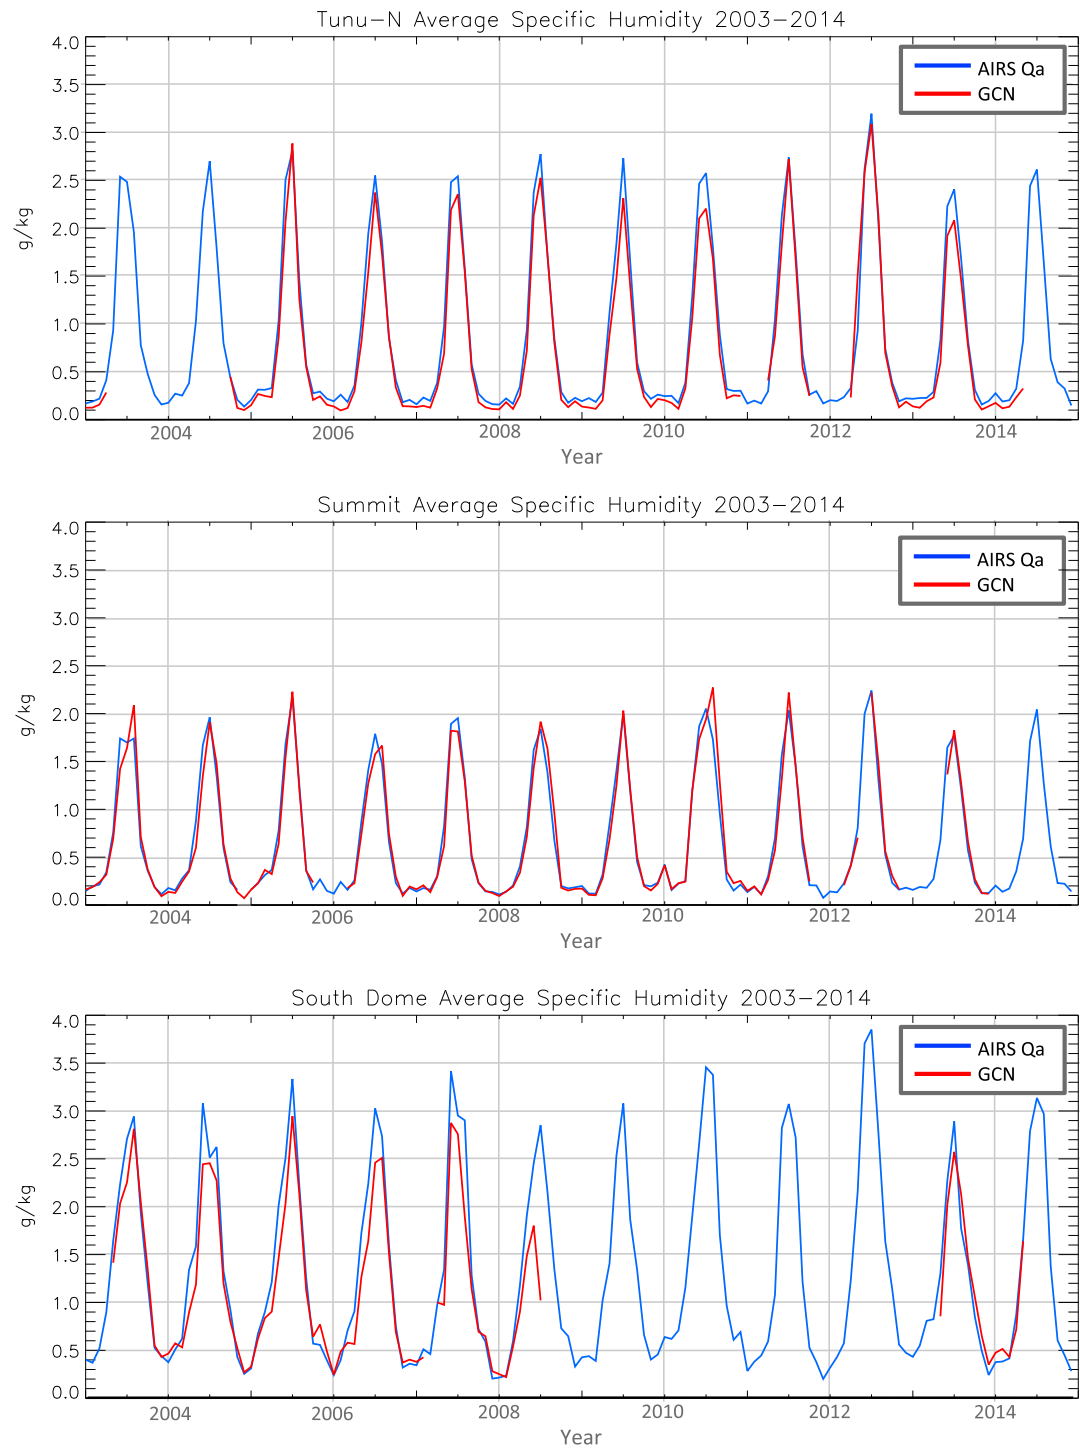 Tunu-N Average Specific Humidity 2003-2014
4.0
3.5
3.0
2.5
2.0
1.5
1.0
0.5
0.0
g/kg
AIRS Qa
GCN
2004 2006 2008 2010 2012 2014
Year
Summit Average Specific Humidity 2003-2014
4.0
3.5
3.0
2.5
2.0
1.5
1.0
0.5
0.0
g/kg
AIRS Qa
GCN
2004 2006 2008 2010 2012 2014
Year
South Dome Average Specific Humidity 2003-2014
4.0
3.5
3.0
2.5
2.0
1.5
1.0
0.5
0.0
g/kg
AIRS Qa
GCN
2004 2006 2008 2010 2012 2014
Year